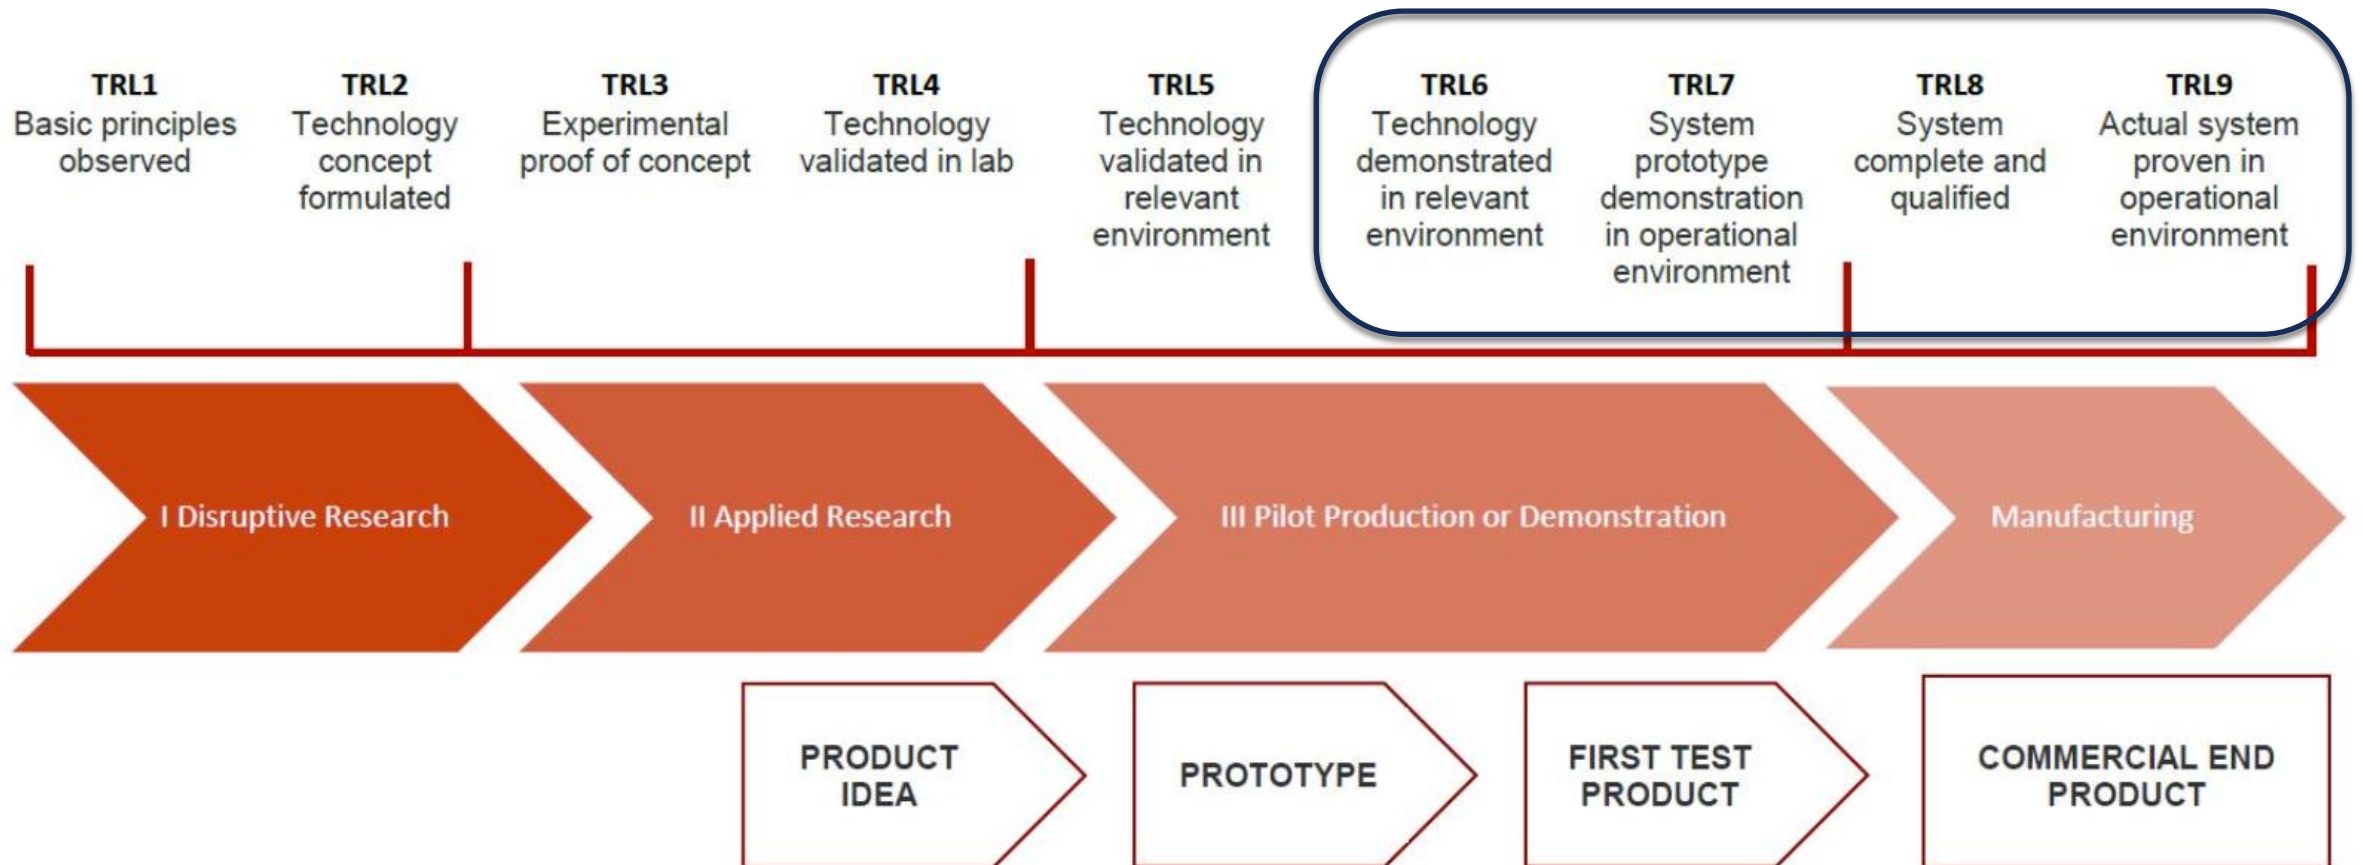 TRL1
Basic principles
observed
TRL2
Technology
concept
formulated
TRL3
Experimental
proof of concept
TRL4
Technology
validated in lab
TRL5
Technology
validated in
relevant
environment
TRL6
Technology
demonstrated
in relevant
environment
TRL7
System
prototype
demonstration
in operational
environment
TRL8
System
complete and
qualified
TRL9
Actual system
proven in
operational
environment
I Disruptive Research
II Applied Research
III Pilot Production or Demonstration
Manufacturing
PRODUCT
IDEA
PROTOTYPE
FIRST TEST
PRODUCT
COMMERCIAL END
PRODUCT